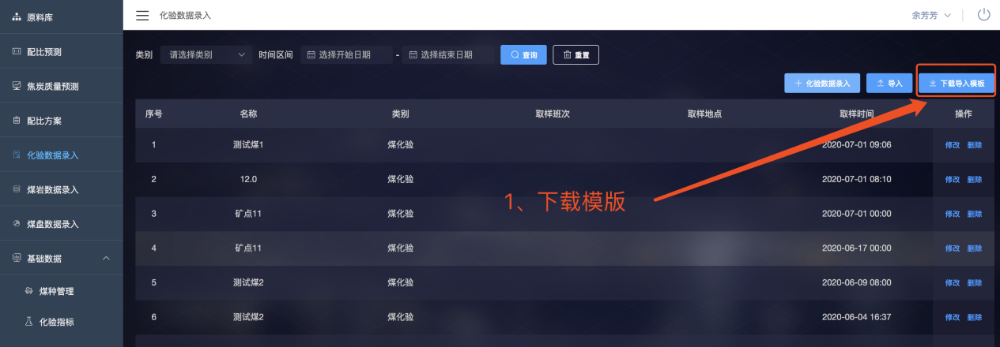 原料库
配比预测
焦炭质量预测
配比方案
化验数据录入
煤岩数据录入
煤盘数据录入
基础数据
煤种管理
化验指标
化验数据录入 余芳芳
类别 请选择类别 时间区间 选择开始日期 - 选择结束日期 查询 重置
化验数据录入 导入 下载导入模板
序号 名称 类别 取样班次 取样地点 取样时间 操作
1 测试煤1 煤化验 2020-07-01 09:06 修改 删除
2 12.0 煤化验 2020-07-01 08:10 修改 删除
3 矿点11 煤化验 2020-07-01 00:00 修改 删除
4 矿点11 煤化验 2020-06-17 00:00 修改 删除
5 测试煤2 煤化验 2020-06-09 08:00 修改 删除
6 测试煤2 煤化验 2020-06-04 16:37 修改 删除
1、下载模版